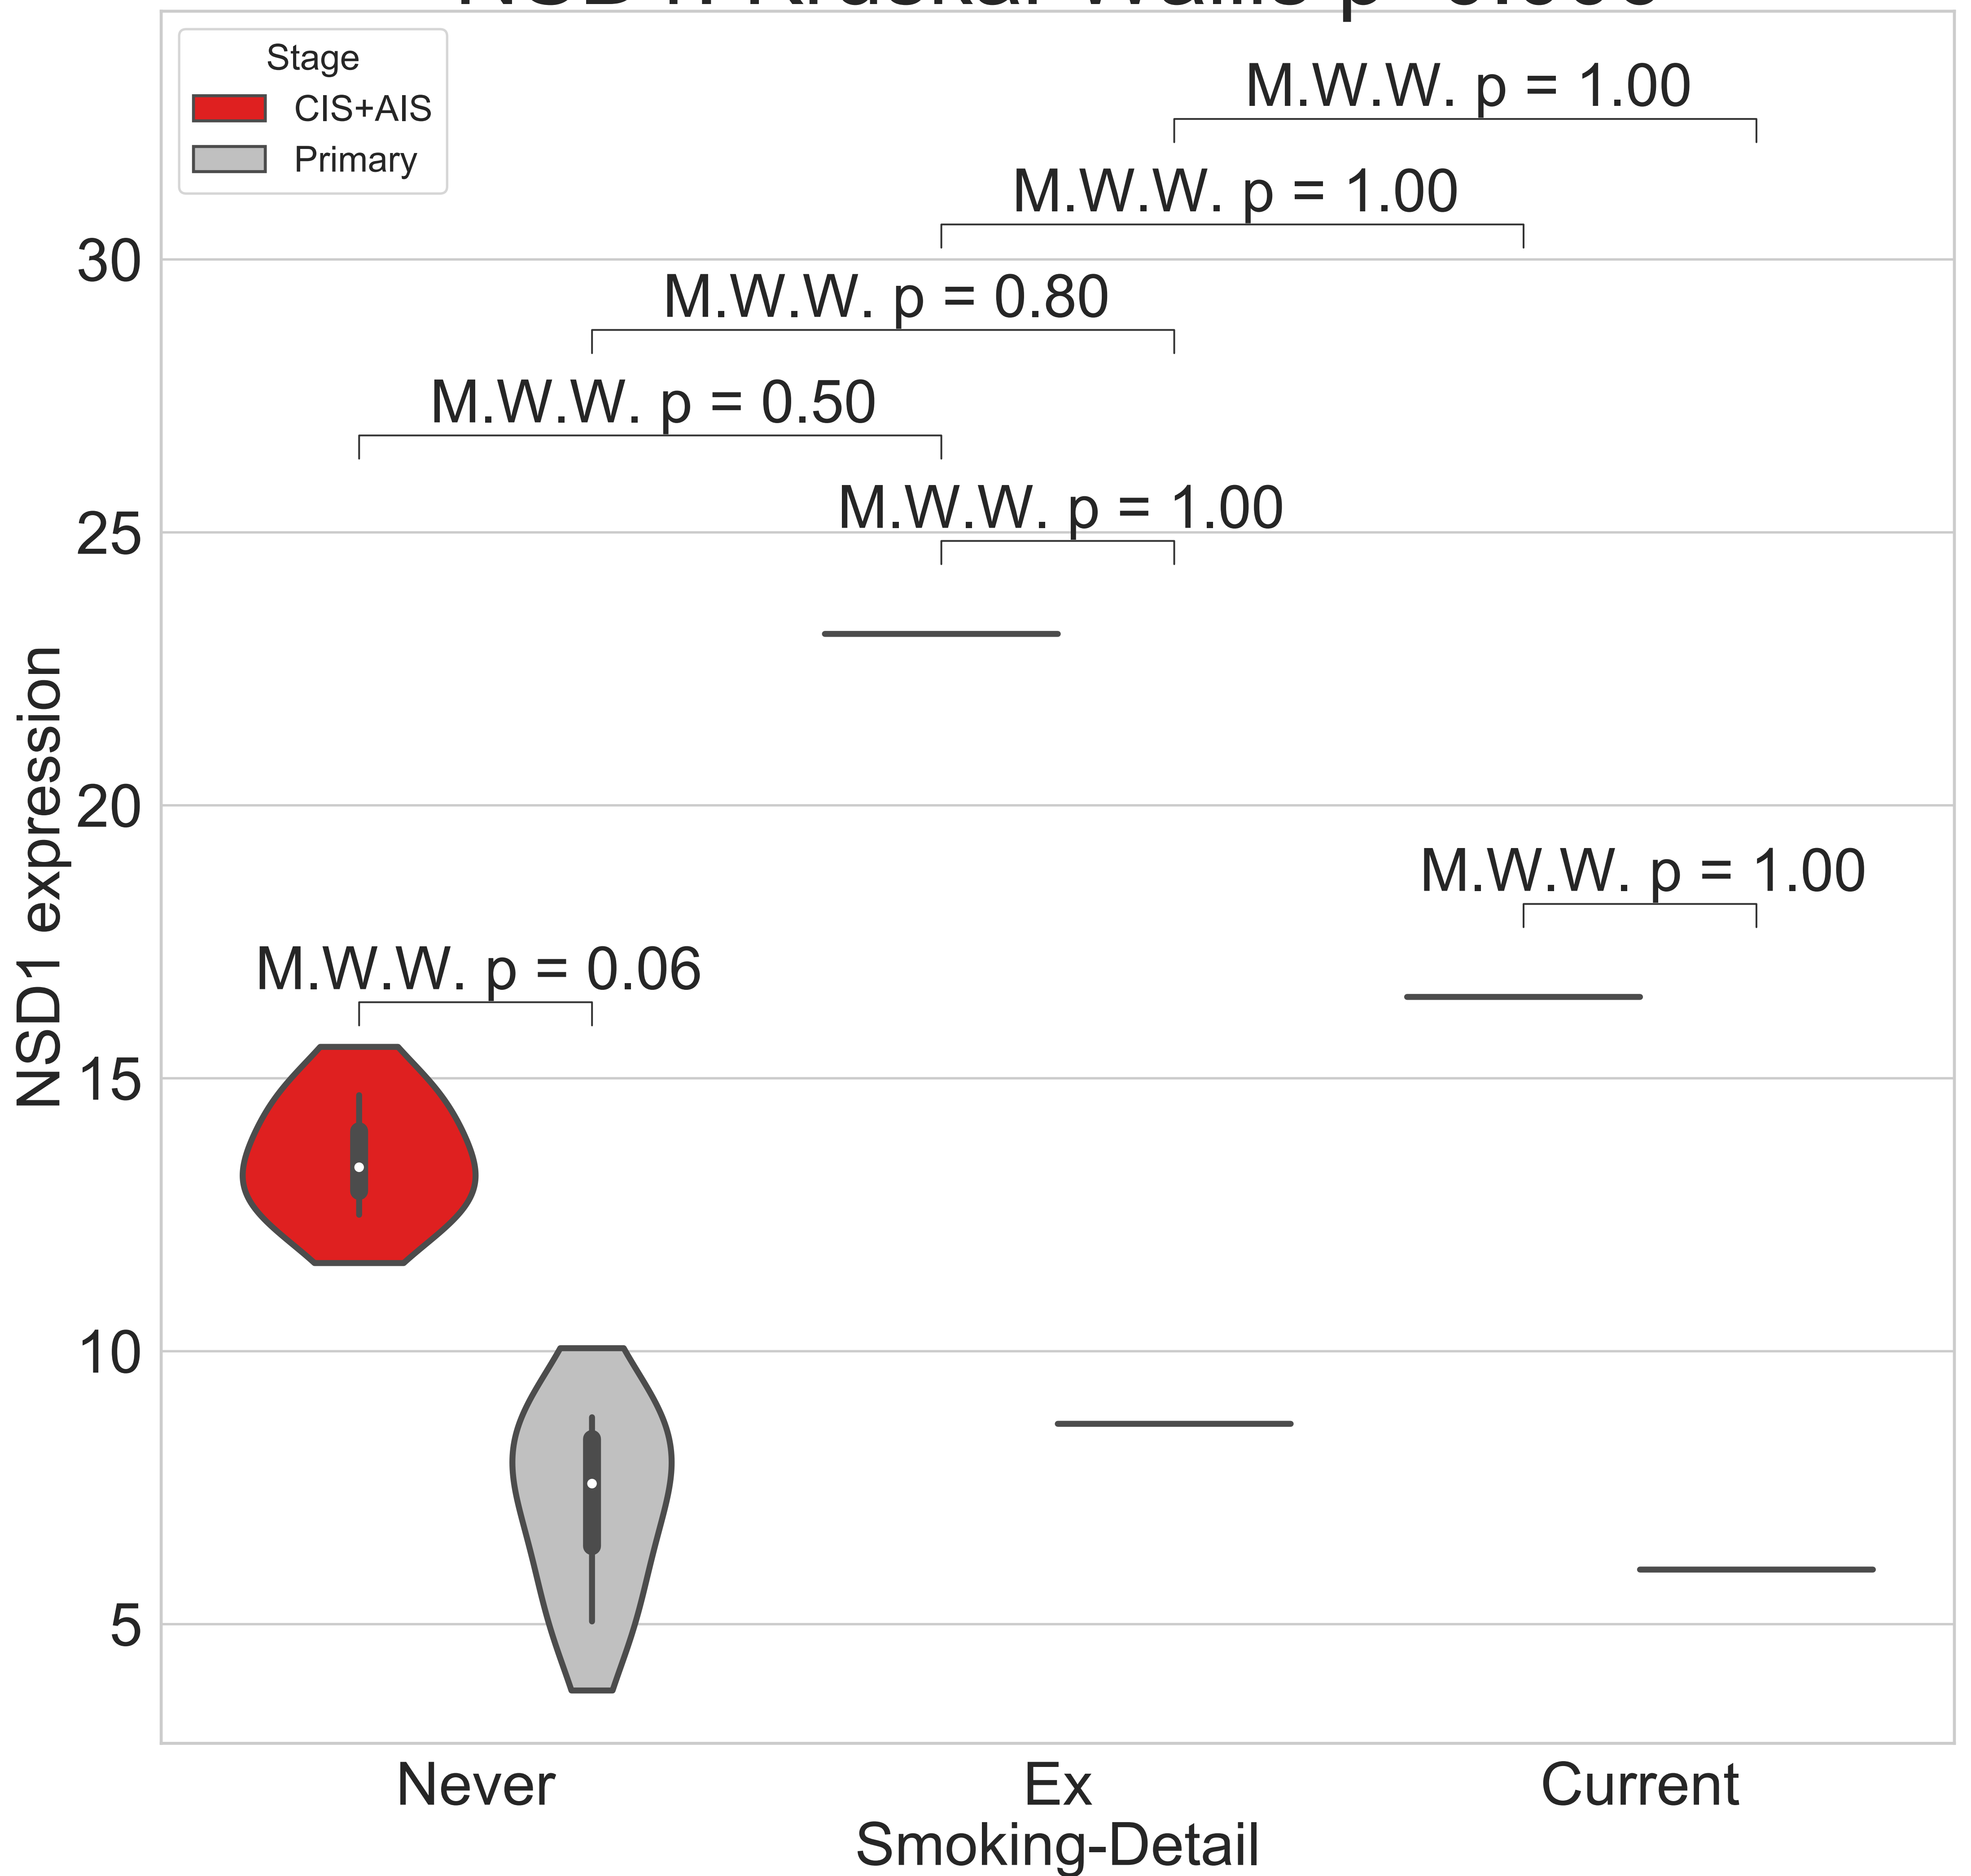 Stage
CIS+AIS
Primary
M.W.W. p = 1.00
M.W.W. p = 1.00
30
M.W.W. p = 0.80
M.W.W. p = 0.50
M.W.W. p = 1.00
25
20
M.W.W. p = 1.00
M.W.W. p = 0.06
15
10
5
NSD1 expression
Never
Ex
Current
Smoking-Detail